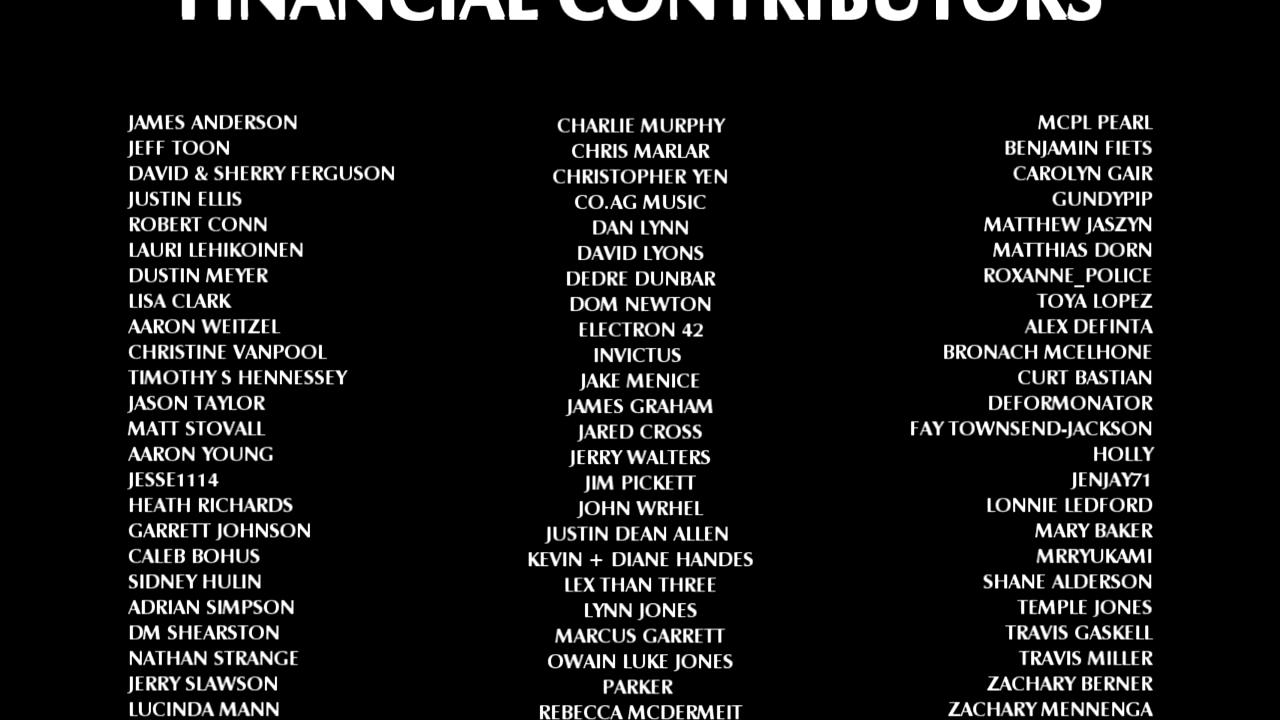 FINANCIAL CONTRIBUTORS
JAMES ANDERSON
JEFF TOON
DAVID & SHERRY FERGUSON
JUSTIN ELLIS
ROBERT CONN
LAURI LEHIKOINEN
DUSTIN MEYER
LISA CLARK
AARON WEITZEL
CHRISTINE VANPOOL
TIMOTHY S HENNESSEY
JASON TAYLOR
MATT STOVALL
AARON YOUNG
JESSE1114
HEATH RICHARDS
GARRETT JOHNSON
CALEB BOHUS
SIDNEY HULIN
ADRIAN SIMPSON
DM SHEARSTON
NATHAN STRANGE
JERRY SLAWSON
LUCINDA MANN
CHARLIE MURPHY
CHRIS MARLAR
CHRISTOPHER YEN
CO.AG MUSIC
DAN LYNN
DAVID LYONS
DEDRE DUNBAR
DOM NEWTON
ELECTRON 42
INVICTUS
JAKE MENICE
JAMES GRAHAM
JARED CROSS
JERRY WALTERS
JIM PICKETT
JOHN WRHEL
JUSTIN DEAN ALLEN
KEVIN + DIANE HANDES
LEX THAN THREE
LYNN JONES
MARCUS GARRETT
OWAIN LUKE JONES
PARKER
REBECCA MCDERMEIT
MCPL PEARL
BENJAMIN FIETS
CAROLYN GAIR
GUNDYPIP
MATTHEW JASZYN
MATTHIAS DORN
ROXANNE_POLICE
TOYA LOPEZ
ALEX DEFINTA
BRONACH MCELHONE
CURT BASTIAN
DEFORMONATOR
FAY TOWNSEND-JACKSON
HOLLY
JENJAY71
LONNIE LEDFORD
MARY BAKER
MRRYUKAMI
SHANE ALDERSON
TEMPLE JONES
TRAVIS GASKELL
TRAVIS MILLER
ZACHARY BERNER
ZACHARY MENNENGA